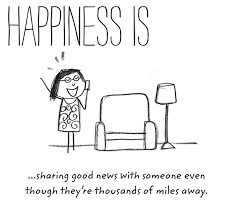 HAPPINESS IS
...sharing good news with someone even
though they're thousands of miles away.